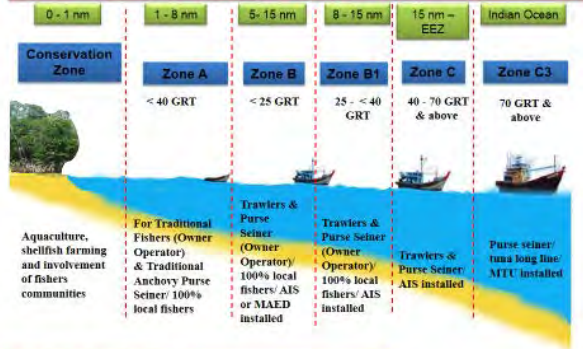 0 - 1 nm
1 - 8 nm
5- 15 nm
8 - 15 nm
15 nm –
EEZ
Indian Ocean
Conservation
Zone
Zone A
Zone B
Zone B1
Zone C
Zone C3
< 40 GRT
< 25 GRT
25 - < 40
GRT
40 - 70 GRT
& above
70 GRT &
above
Aquaculture,
shellfish farming
and involvement
of fishers
communities
For Traditional
Fishers (Owner
Operator)
& Traditional
Anchovy Purse
Seiner/ 100%
local fishers
Trawlers &
Purse
Seiner
(Owner
Operator)/
100% local
fishers/ AIS
or MAED
installed
Trawlers &
Purse Seiner
(Owner
Operator)/
100% local
fishers/ AIS
installed
Trawlers &
Purse Seiner/
AIS installed
Purse seiner/
tuna long line/
MTU installed